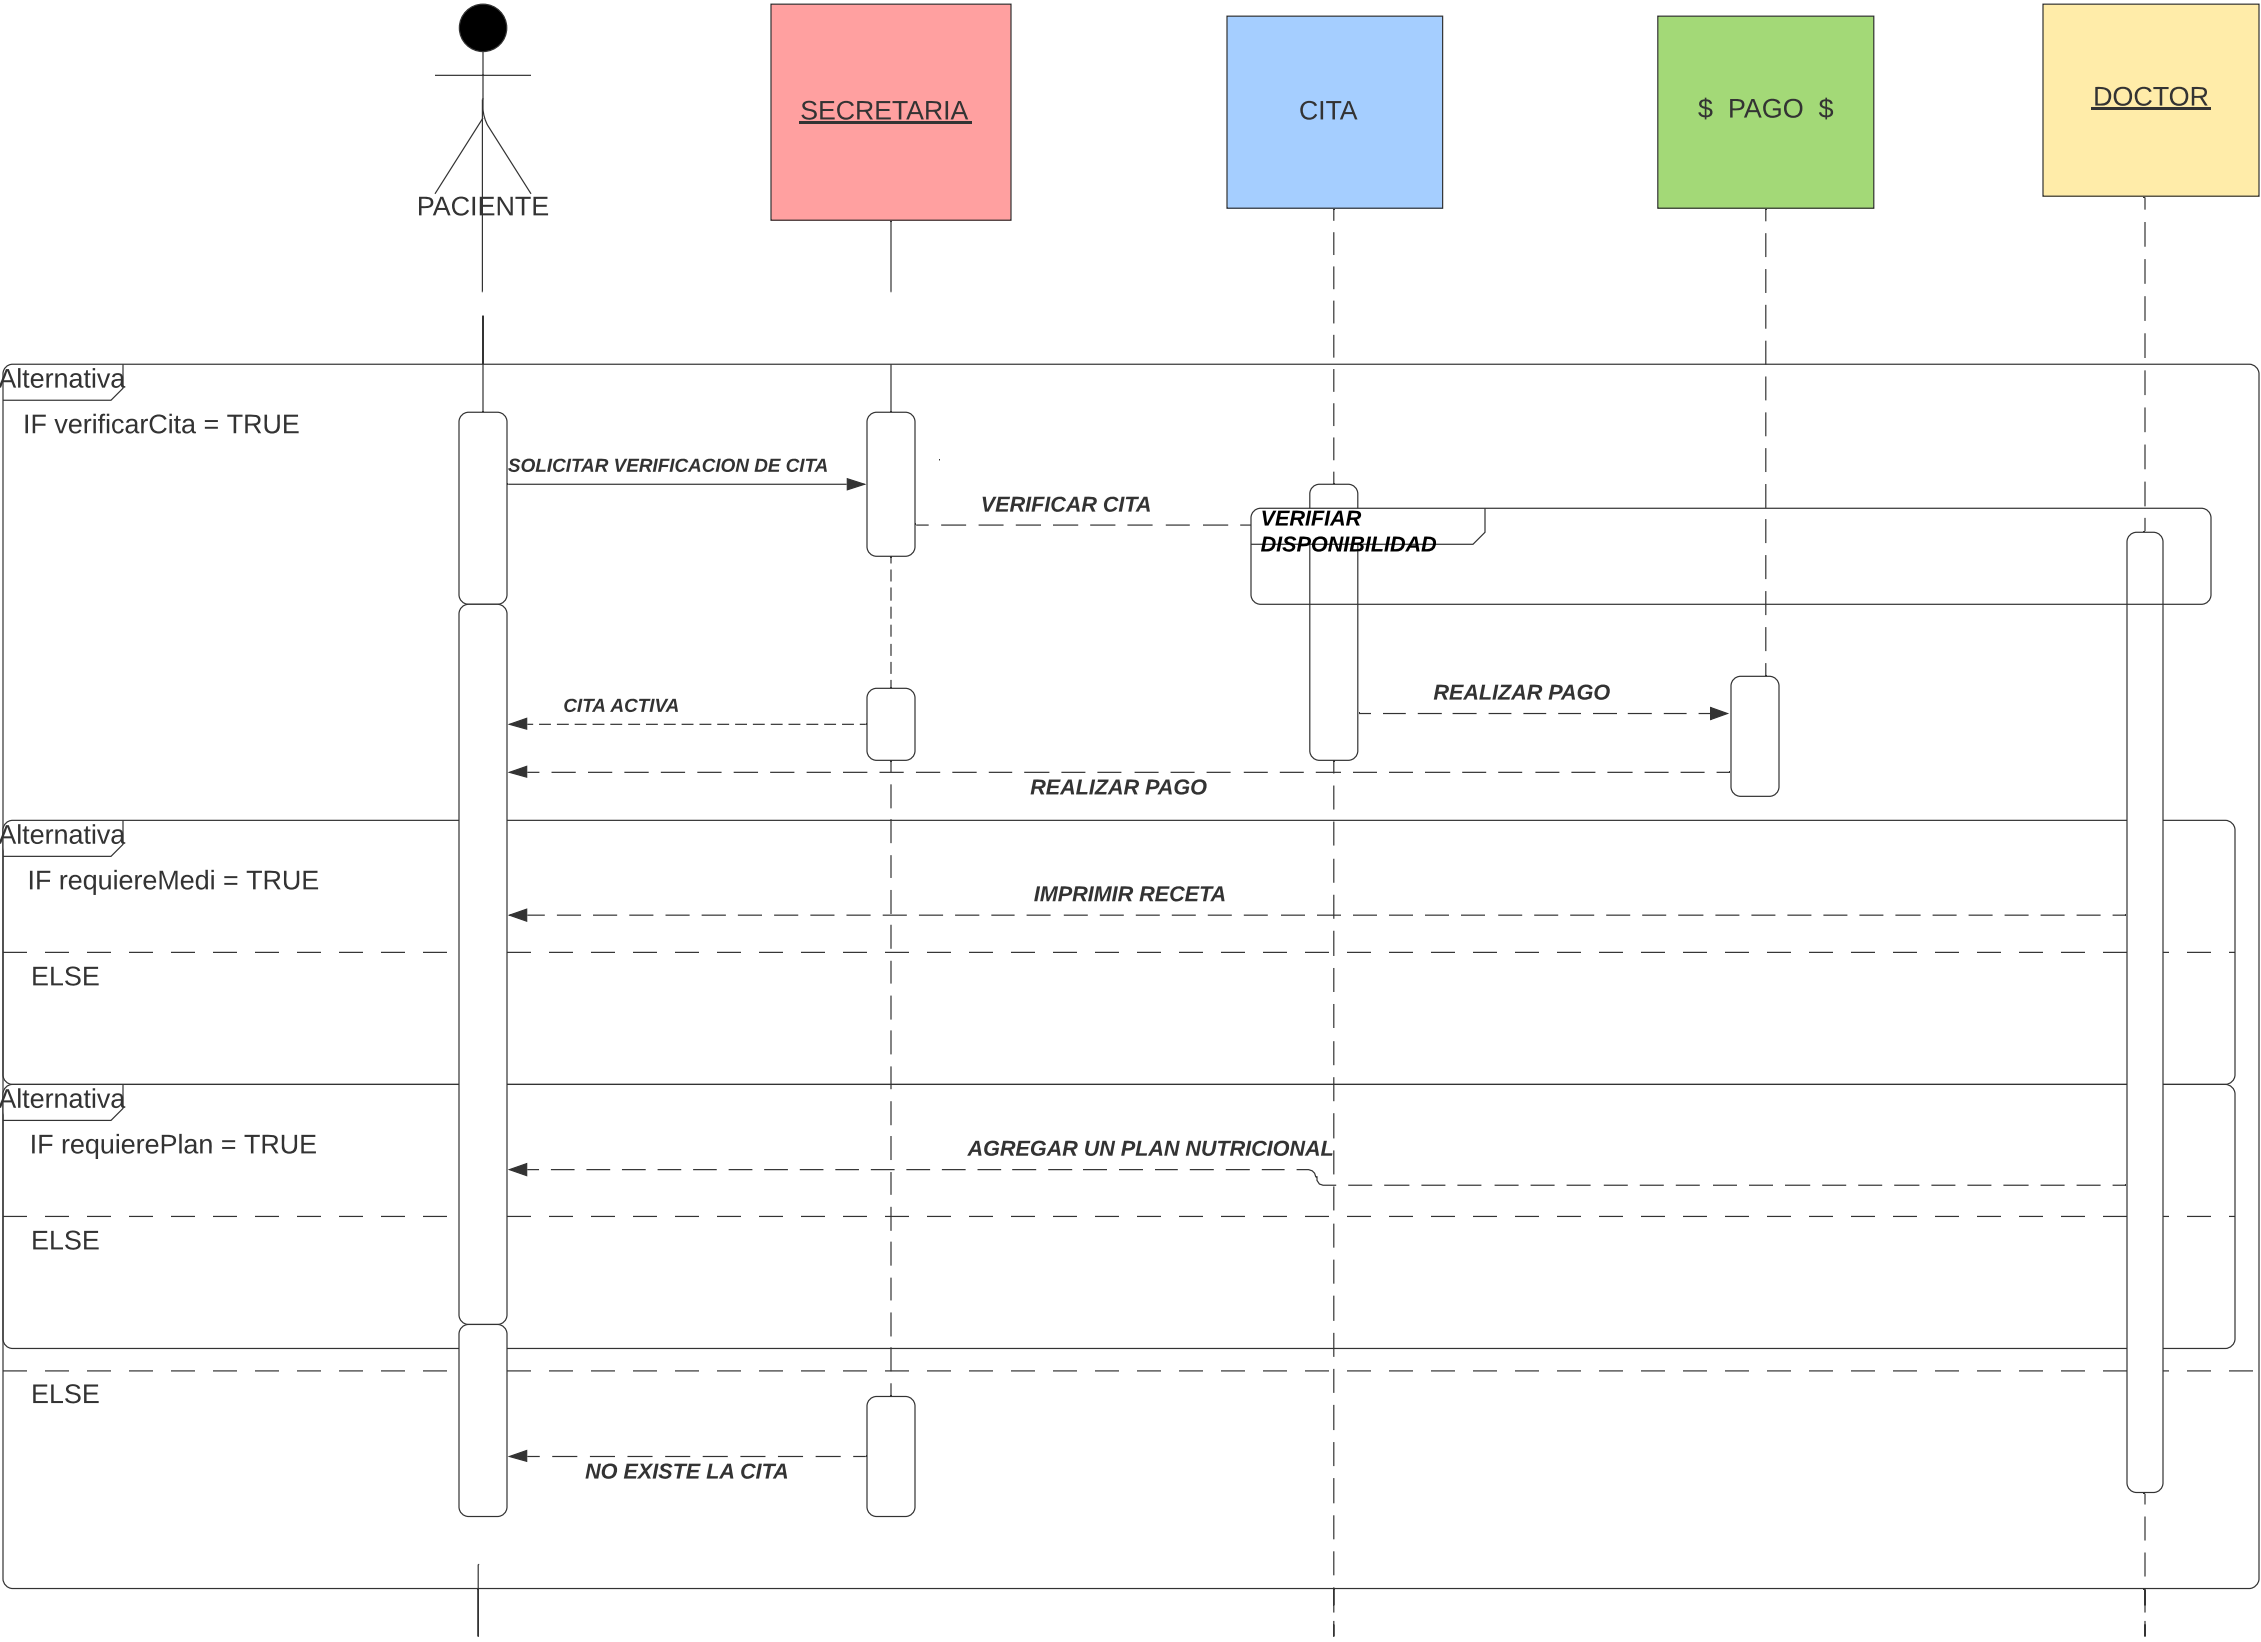 PACIENTE
SECRETARIA
CITA
$ PAGO $
DOCTOR
Alternativa
IF verificarCita = TRUE
SOLICITAR VERIFICACION DE CITA
VERIFICAR CITA
VERIFIAR
DISPONIBILIDAD
CITA ACTIVA
REALIZAR PAGO
REALIZAR PAGO
Alternativa
IF requiereMedi = TRUE
IMPRIMIR RECETA
ELSE
Alternativa
IF requierePlan = TRUE
AGREGAR UN PLAN NUTRICIONAL
ELSE
ELSE
NO EXISTE LA CITA